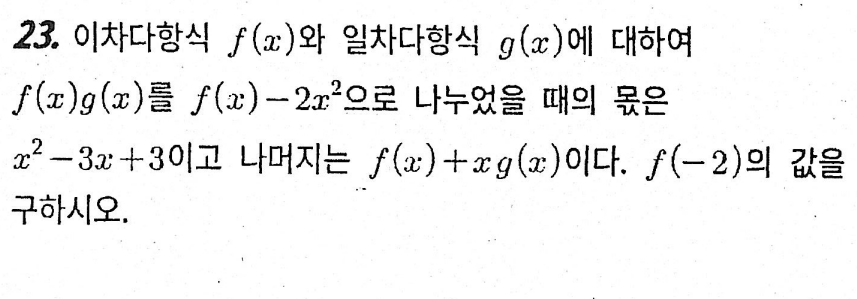 23. 이차다항식 f(x)와 일차다항식 g(x)에 대하여
f(x)g(x)를 f(x)-2x²으로 나누었을 때의 몫은
x²-3x+3이고 나머지는 f(x)+xg(x)이다. f(-2)의 값을
구하시오.